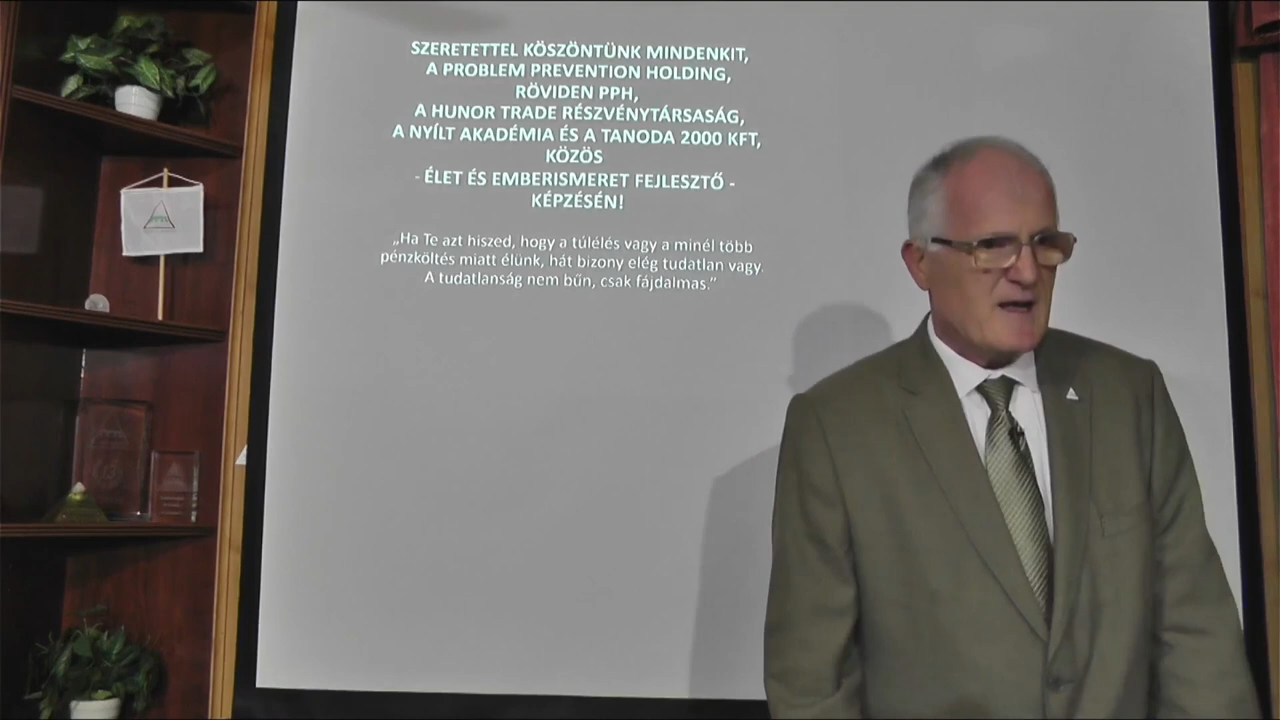 SZERETETTEL KÖSZÖNTÜNK MINDENKIT,
A PROBLEM PREVENTION HOLDING,
RÖVIDEN PPH,
A HUNOR TRADE RÉSZVÉNYTÁRSASÁG,
A NYÍLT AKADÉMIA ÉS A TANODA 2000 KFT,
KÖZÖS
- ÉLET ÉS EMBERISMERET FEJLESZTŐ -
KÉPZÉSÉN!
„Ha Te azt hiszed, hogy a túlélés vagy a minél több
pénzköltés miatt élünk, hát bizony elég tudatlan vagy.
A tudatlanság nem bűn, csak fájdalmas.”